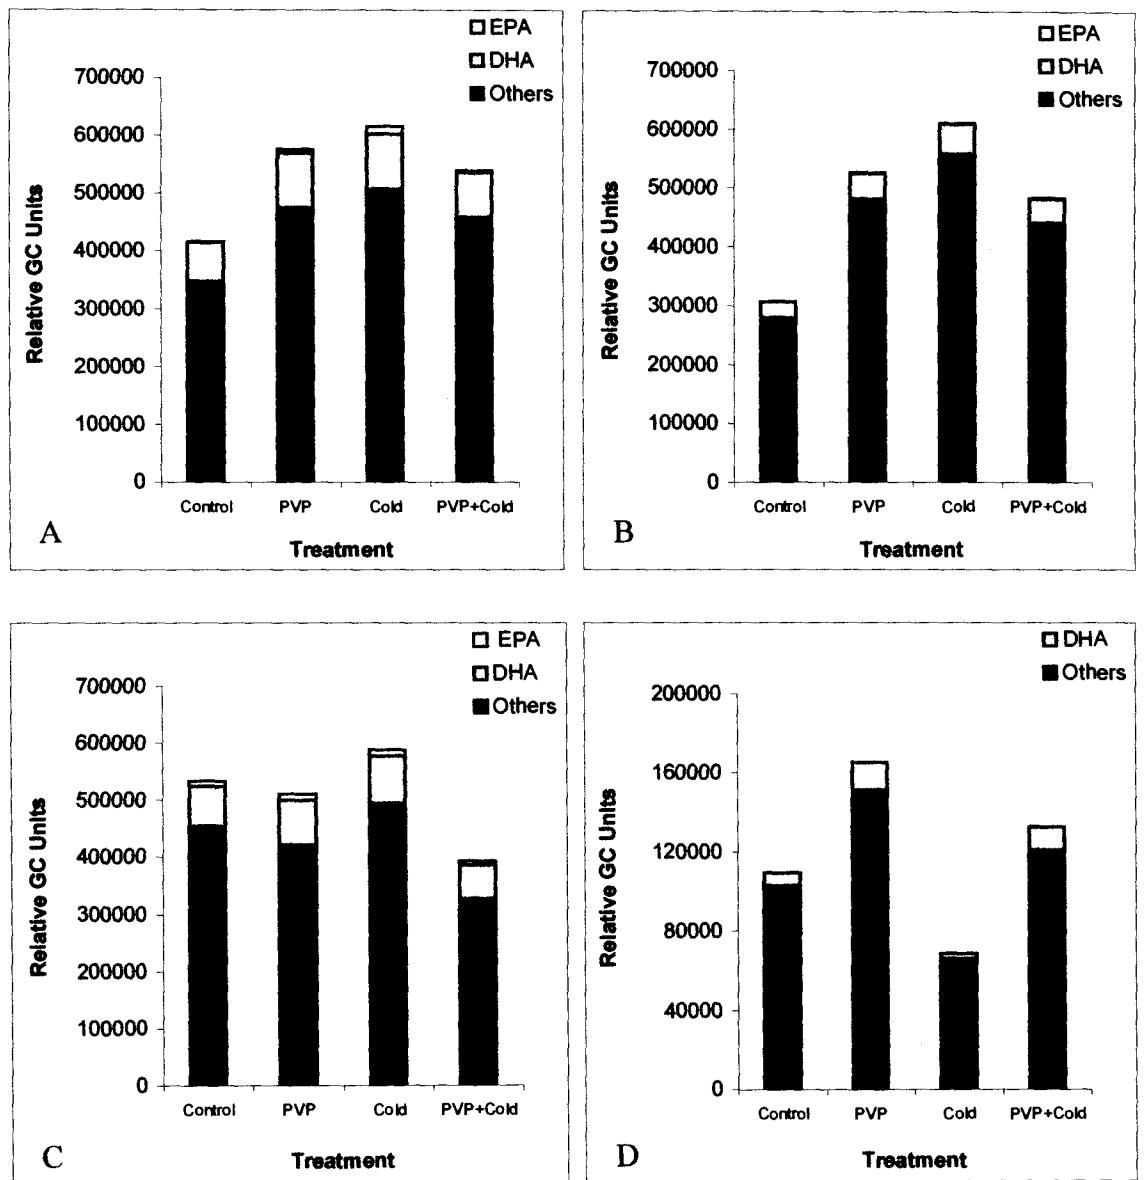 EPA
DHA
Others
700000
600000
500000
400000
300000
200000
100000
0
Relative GC Units
Control PVP Cold PVP+Cold
Treatment
A
EPA
DHA
Others
700000
600000
500000
400000
300000
200000
100000
0
Relative GC Units
Control PVP Cold PVP+Cold
Treatment
B
EPA
DHA
Others
700000
600000
500000
400000
300000
200000
100000
0
Relative GC Units
Control PVP Cold PVP+Cold
Treatment
C
DHA
Others
200000
160000
120000
80000
40000
0
Relative GC Units
Control PVP Cold PVP+Cold
Treatment
D